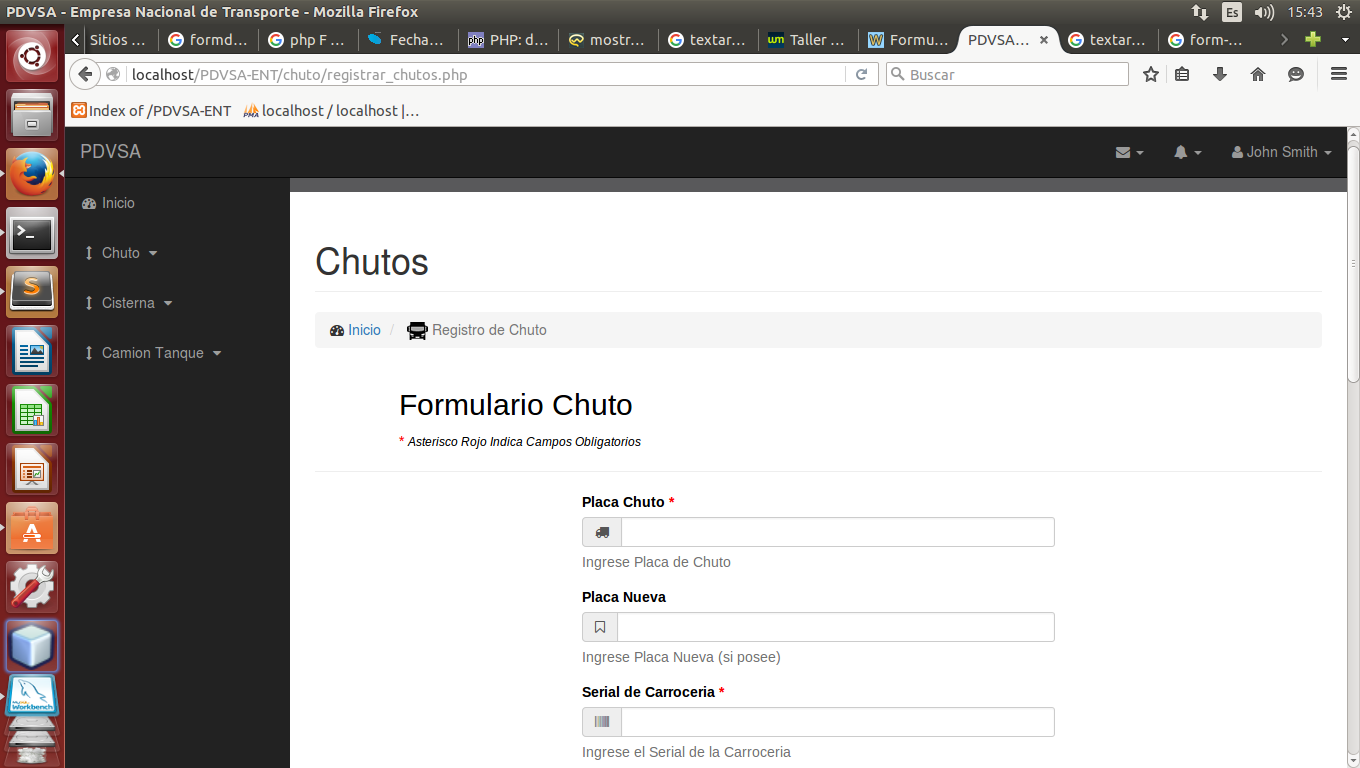 PDVSA - Empresa Nacional de Transporte - Mozilla Firefox
Es
15:43
Sitios ...
formd...
php F ...
Fecha...
php
PHP: d...
mostr...
textar...
Taller ...
Formu...
PDVSA...
textar...
form-...
localhost/PDVSA-ENT/chuto/registrar_chutos.php
Buscar
Index of /PDVSA-ENT
PMA
localhost / localhost |...
PDVSA
John Smith
Inicio
Chuto
Cisterna
Camion Tanque
Chutos
Inicio / Registro de Chuto
Formulario Chuto
* Asterisco Rojo Indica Campos Obligatorios
Placa Chuto *
Ingrese Placa de Chuto
Placa Nueva
Ingrese Placa Nueva (si posee)
Serial de Carroceria *
Ingrese el Serial de la Carroceria
Workbench